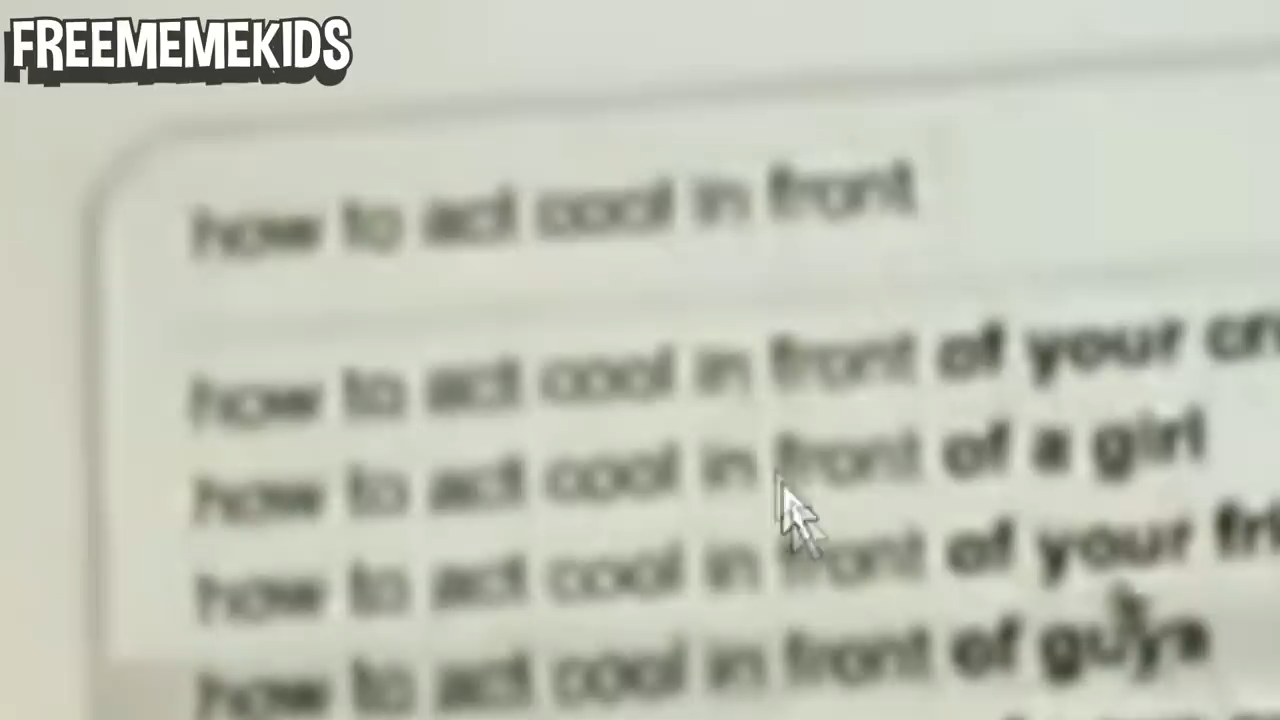 FREEMEMEKIDS
how to act cool in front
how to act cool in front of your
how to act cool in front of a girl
how to act cool in front of your
how to act cool in front of guys